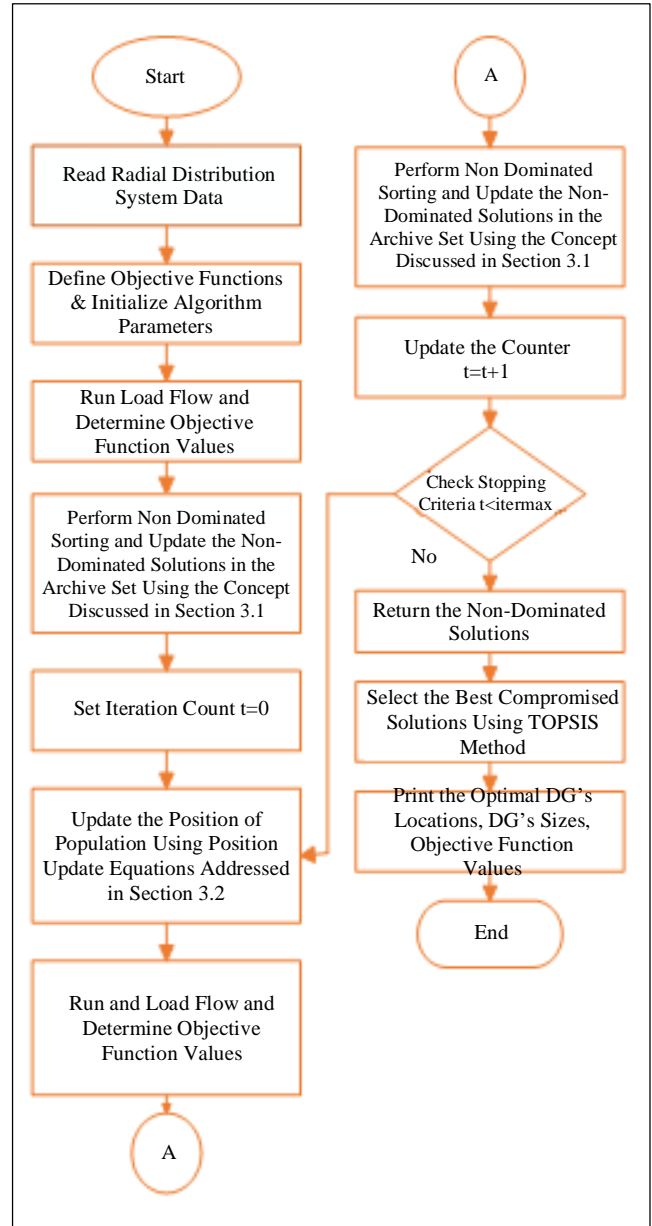 Start
Read Radial Distribution
System Data
Define Objective Functions
& Initialize Algorithm
Parameters
Run Load Flow and
Determine Objective
Function Values
Perform Non Dominated
Sorting and Update the Non-
Dominated Solutions in the
Archive Set Using the Concept
Discussed in Section 3.1
Set Iteration Count t=0
Update the Position of
Population Using Position
Update Equations Addressed
in Section 3.2
Run and Load Flow and
Determine Objective
Function Values
A
A
Perform Non Dominated
Sorting and Update the Non-
Dominated Solutions in the
Archive Set Using the Concept
Discussed in Section 3.1
Update the Counter
t=t+1
Check Stopping
Criteria t<itermax
No
Return the Non-Dominated
Solutions
Select the Best Compromised
Solutions Using TOPSIS
Method
Print the Optimal DG's
Locations, DG's Sizes,
Objective Function
Values
End